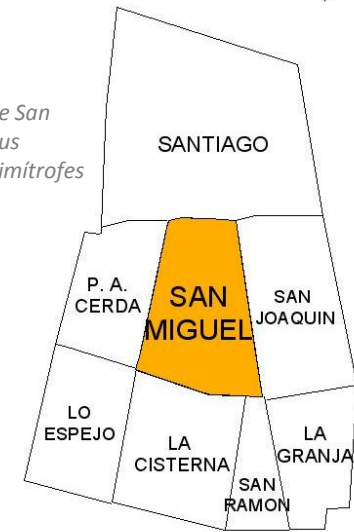 e San
us
imítrofes
SANTIAGO
P. A.
CERDA
SAN
MIGUEL
SAN
JOAQUIN
LO
ESPEJO
LA
CISTERNA
SAN
RAMON
LA
GRANJA